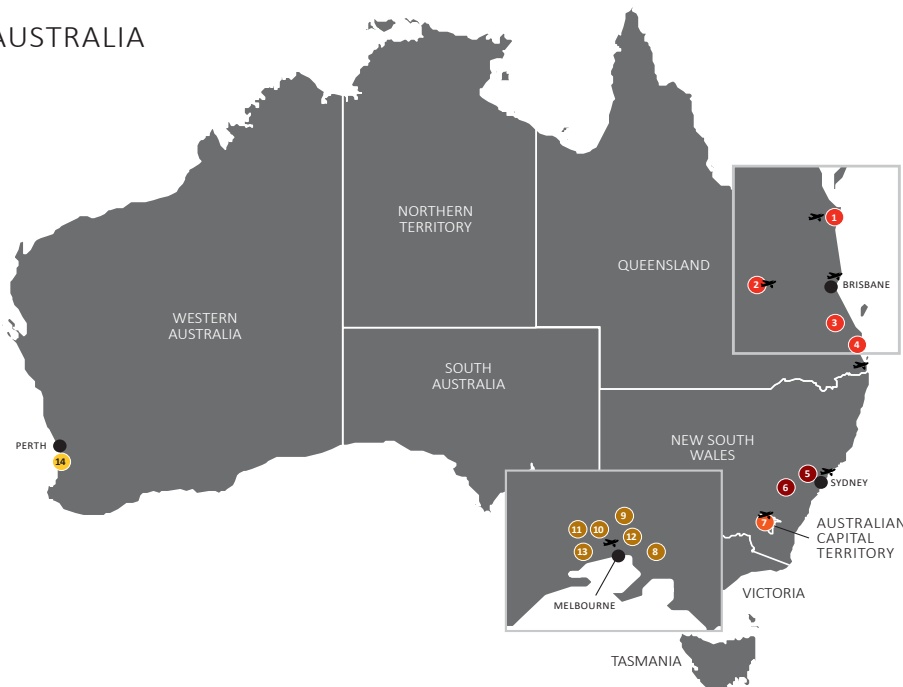 AUSTRALIA
1
NORTHERN
TERRITORY
QUEENSLAND
2
BRISBANE
WESTERN
AUSTRALIA
3
4
SOUTH
AUSTRALIA
PERTH
14
NEW SOUTH
WALES
5
6
SYDNEY
7
AUSTRALIAN
CAPITAL
TERRITORY
9
11
10
12
13
8
MELBOURNE
VICTORIA
TASMANIA